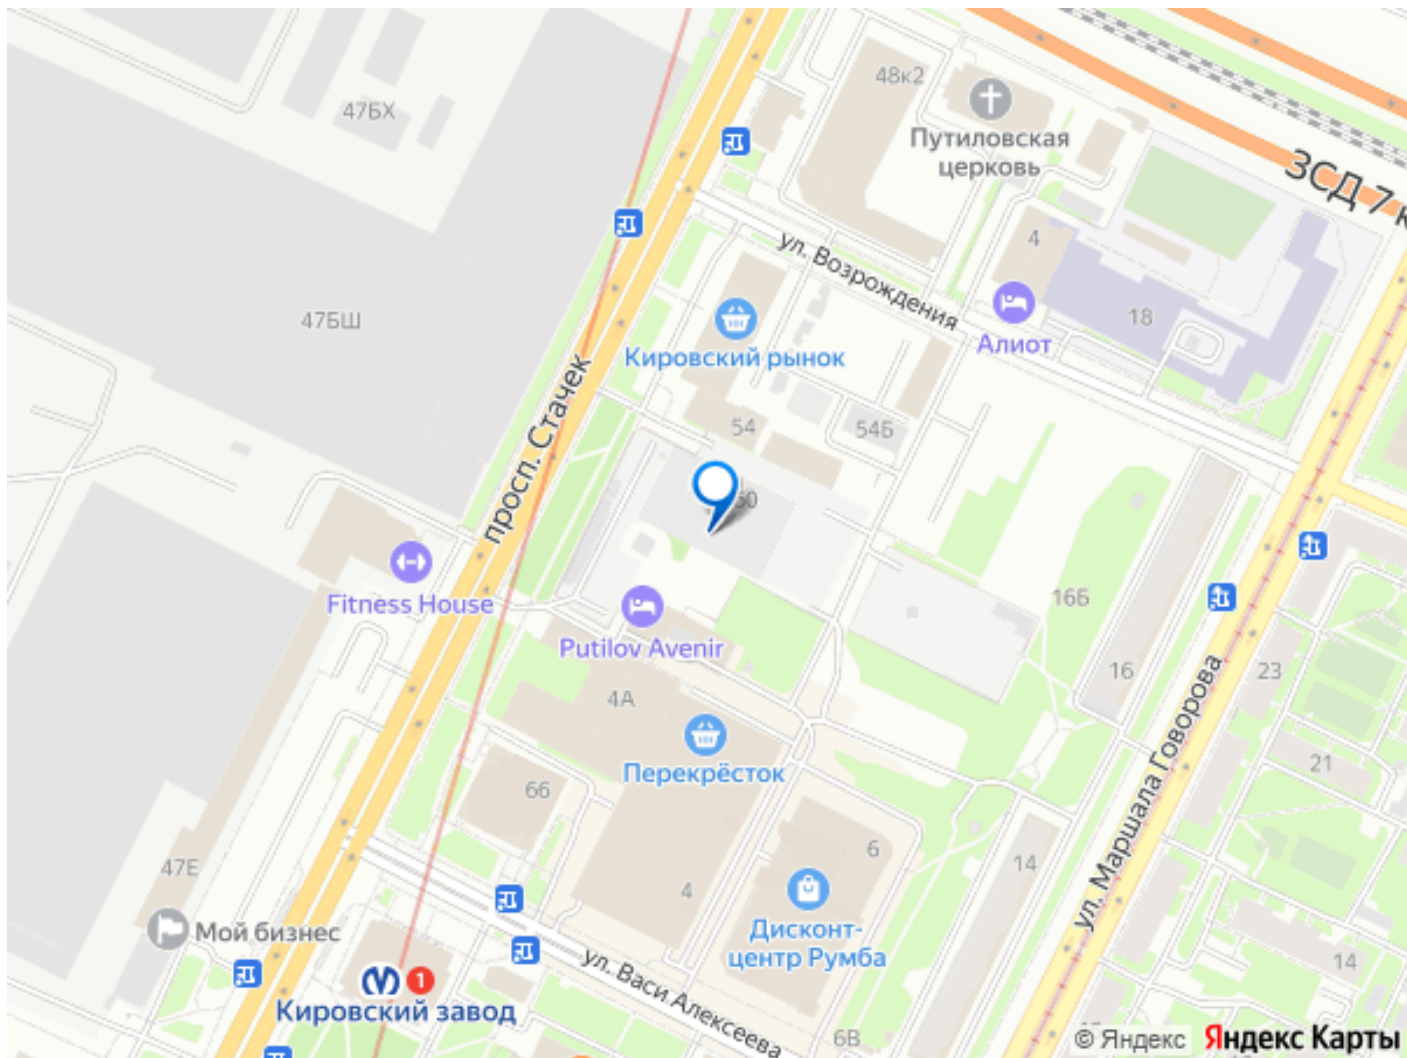 48к2
47БХ
Путиловская
церковь
ЗСД 7 к
4
ул. Возрождения
18
47БШ
Алиот
Кировский рынок
просп. Стачек
54
54Б
60
Fitness House
16Б
Putilov Avenir
16
23
4А
ул. Маршала Говорова
Перекрёсток
21
66
6
14
47Е
4
Мой бизнес
Дисконт-
центр Румба
14
ул. Васи Алексеева
1
Кировский завод
6В
© Яндекс Яндекс Карты